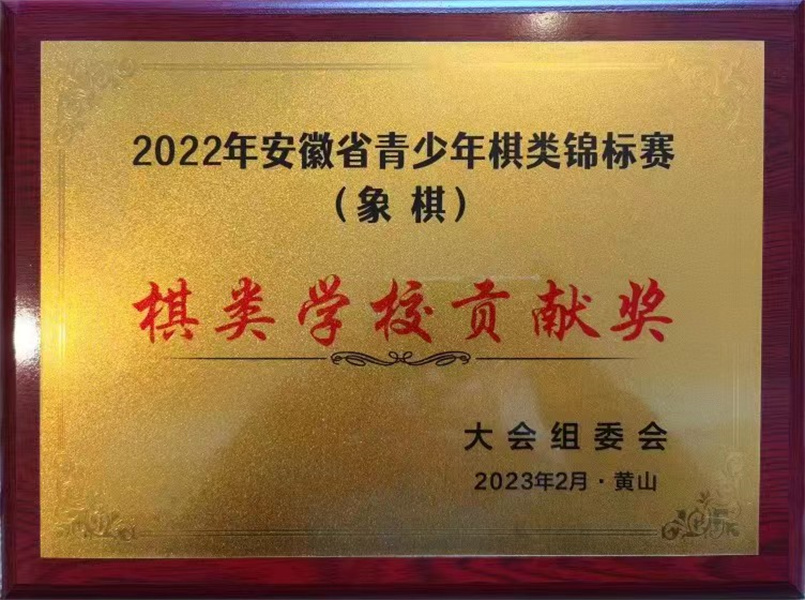 2022年安徽省青少年棋类锦标赛
（象 棋）
棋类学校贡献奖
大会组委会
2023年2月·黄山